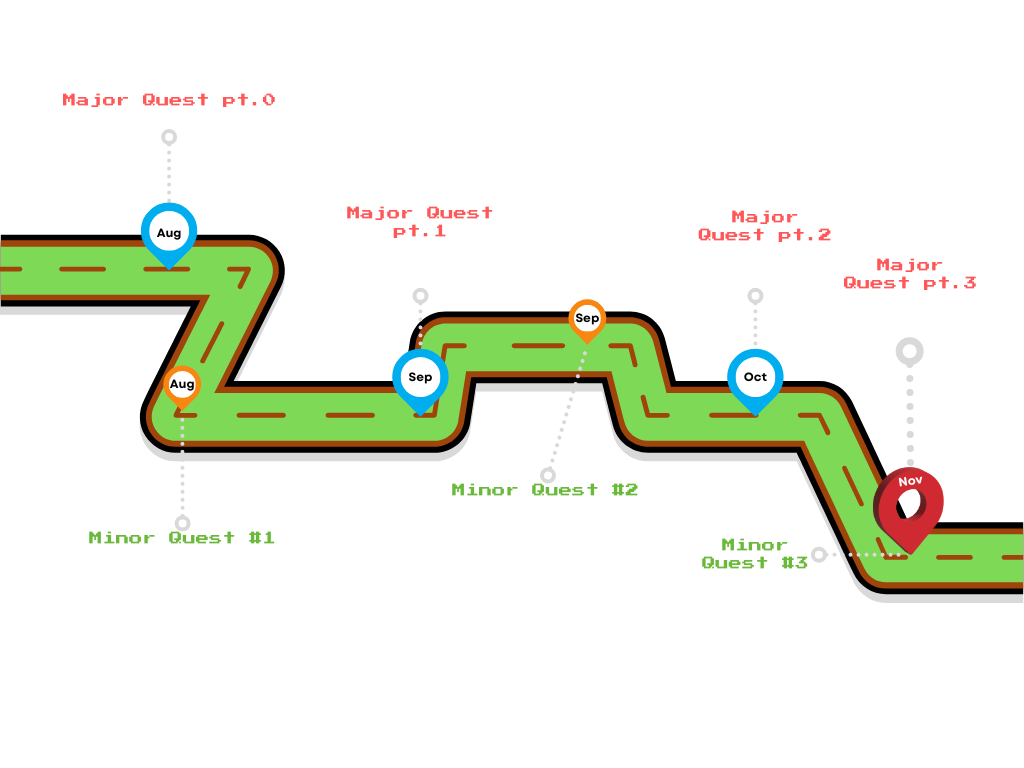 Major Quest pt.0
Aug
Major Quest
pt.1
Major
Quest pt.2
Major
Quest pt.3
Sep
Aug
Sep
Oct
Nov
Minor Quest #2
Minor Quest #1
Minor
Quest #3